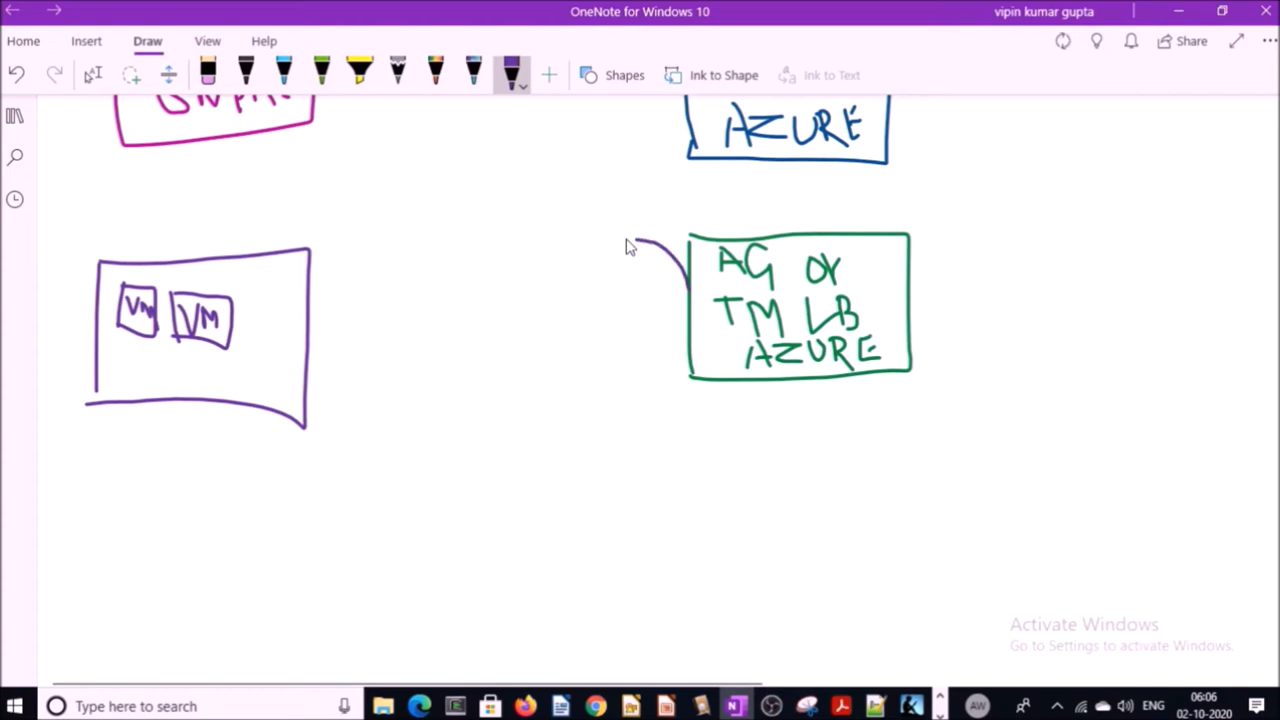 OneNote for Windows 10
vipin kumar gupta
Home Insert Draw View Help
Share
Shapes
Ink to Shape
Ink to Text
AZURE
AG OR
TM LB
AZURE
VM VM
Activate Windows
Go to Settings to activate Windows.
Type here to search
AW
ENG
06:06
02-10-2020